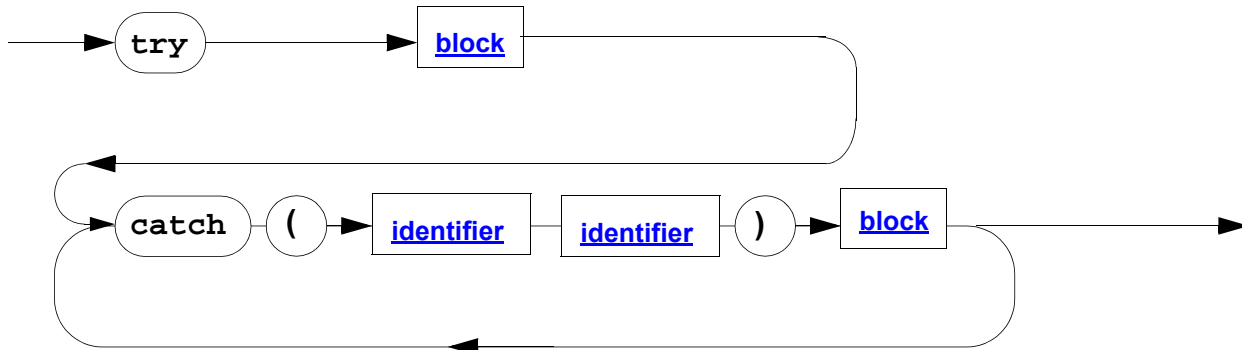 try block
catch ( identifier identifier ) block